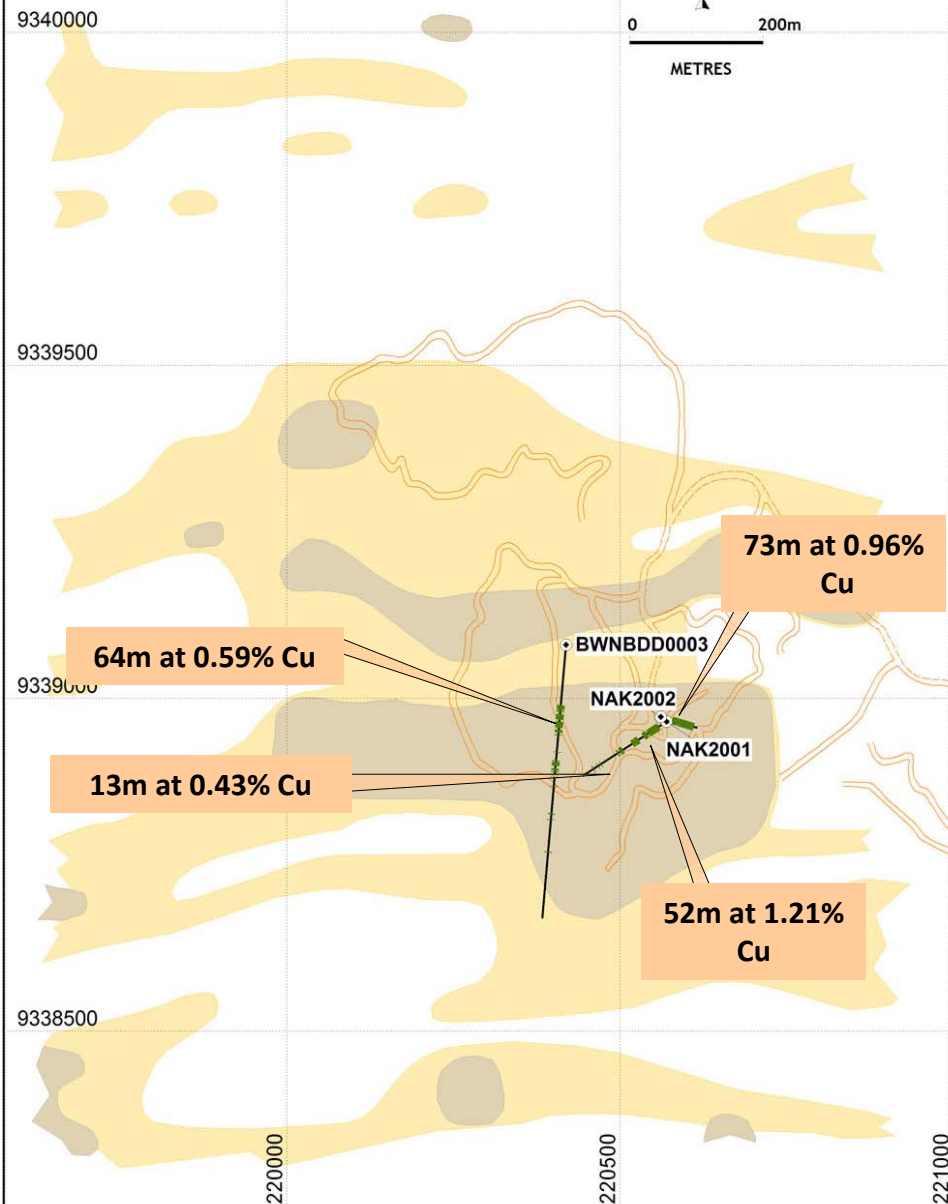 9340000
0 200m
METRES
9339500
73m at 0.96%
Cu
BWNBDD0003
64m at 0.59% Cu
9339000
NAK2002
NAK2001
13m at 0.43% Cu
52m at 1.21%
Cu
9338500
220000
220500
221000